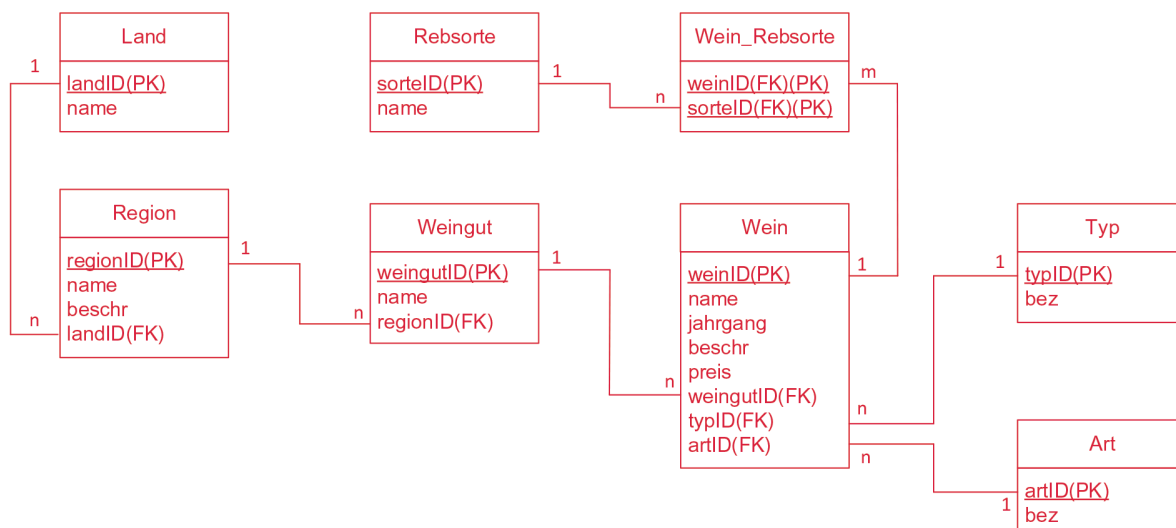 Land
1
landID(PK)
name
Rebsorte
sorteID(PK)
name
1
n
Wein_Rebsorte
weinID(FK)(PK)
sorteID(FK)(PK)
m
Region
regionID(PK)
name
beschr
landID(FK)
n
1
n
Weingut
weingutID(PK)
name
regionID(FK)
1
n
Wein
weinID(PK)
name
jahrgang
beschr
preis
weingutID(FK)
typID(FK)
artID(FK)
1
n
n
Typ
1
typID(PK)
bez
Art
1
artID(PK)
bez